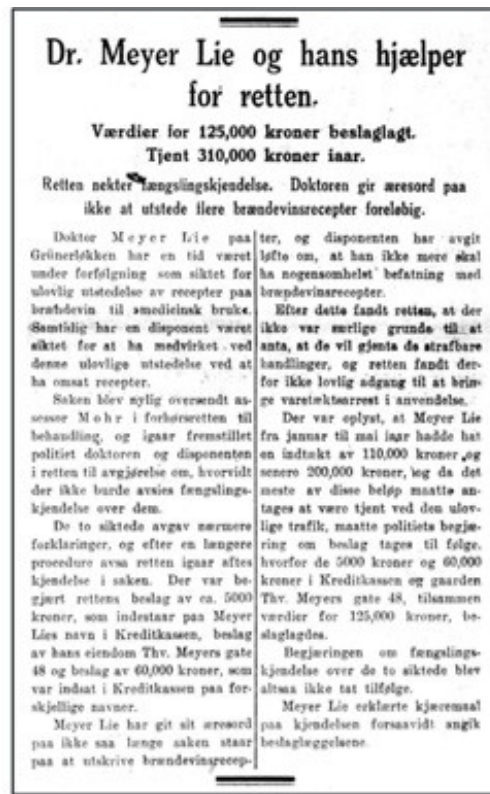 Dr. Meyer Lie og hans hjælper
for retten.
Værdier for 125,000 kroner beslaglagt.
Tjent 310,000 kroner iaar.
Retten nekter fængslingskjendelse. Doktoren gir æresord paa
ikke at utstede flere brændevinsrecepter foreløbig.
Doktor Meyer Lie paa
Grünerløkken har en tid været
under forfølgning som siktet for
ulovlig utstedelse av recepter paa
brændevin til »medicinsk bruk«.
Samtidig har en disponent været
siktet for at ha medvirket ved
denne ulovlige utstedelse ved at
ha omsat recepter.
Saken blev nylig oversendt as-
sessor Mohr i forhørsretten til
behandling, og igaar fremstillet
politiet doktoren og disponenten
i retten til avgjørelse om, hvorvidt
der ikke burde avsies fængslings-
kjendelse over dem.
De to siktede avgav nærmere
forklaringer, og efter en længere
procedure avsa retten igaar aftes
kjendelse i saken. Der var be-
gjært rettens beslag av ca. 5000
kroner, som indestaar paa Meyer
Lies navn i Kreditkassen, beslag
av hans eiendom Thv. Meyers gate
48 og beslag av 60,000 kroner, som
var indsat i Kreditkassen paa for-
skjellige navner.
Meyer Lie har git sit æresord
paa ikke saa længe saken staar
paa at utskrive brændevinsrecep-
ter, og disponenten har avgit
løfte om, at han ikke mere skal
ha nogensomhelst befatning med
brændevinsrecepter.
Efter dette fandt retten, at der
ikke var særlige grunde til at
anta, at de vil gjenta de strafbare
handlinger, og retten fandt der-
for ikke lovlig adgang til at brin-
ge varetægtsarrest i anvendelse.
Der var oplyst, at Meyer Lie
fra januar til mai iaar hadde hat
en indtækt av 110,000 kroner og
senere 200,000 kroner, og da det
meste av disse beløp maatte an-
tages at være tjent ved den ulov-
lige trafik, maatte politiets begjæ-
ring om beslag tages til følge,
hvorfor de 5000 kroner og 60,000
kroner i Kreditkassen og gaarden
Thv. Meyers gate 48, tilsammen
værdier for 125,000 kroner, be-
slaglagdes.
Begjæringen om fængslings-
kjendelse over de to siktede blev
altsaa ikke tat tilfølge.
Meyer Lie erklærte kjæremaal
paa kjendelsen forsaavidt angik
beslaglæggelsene.